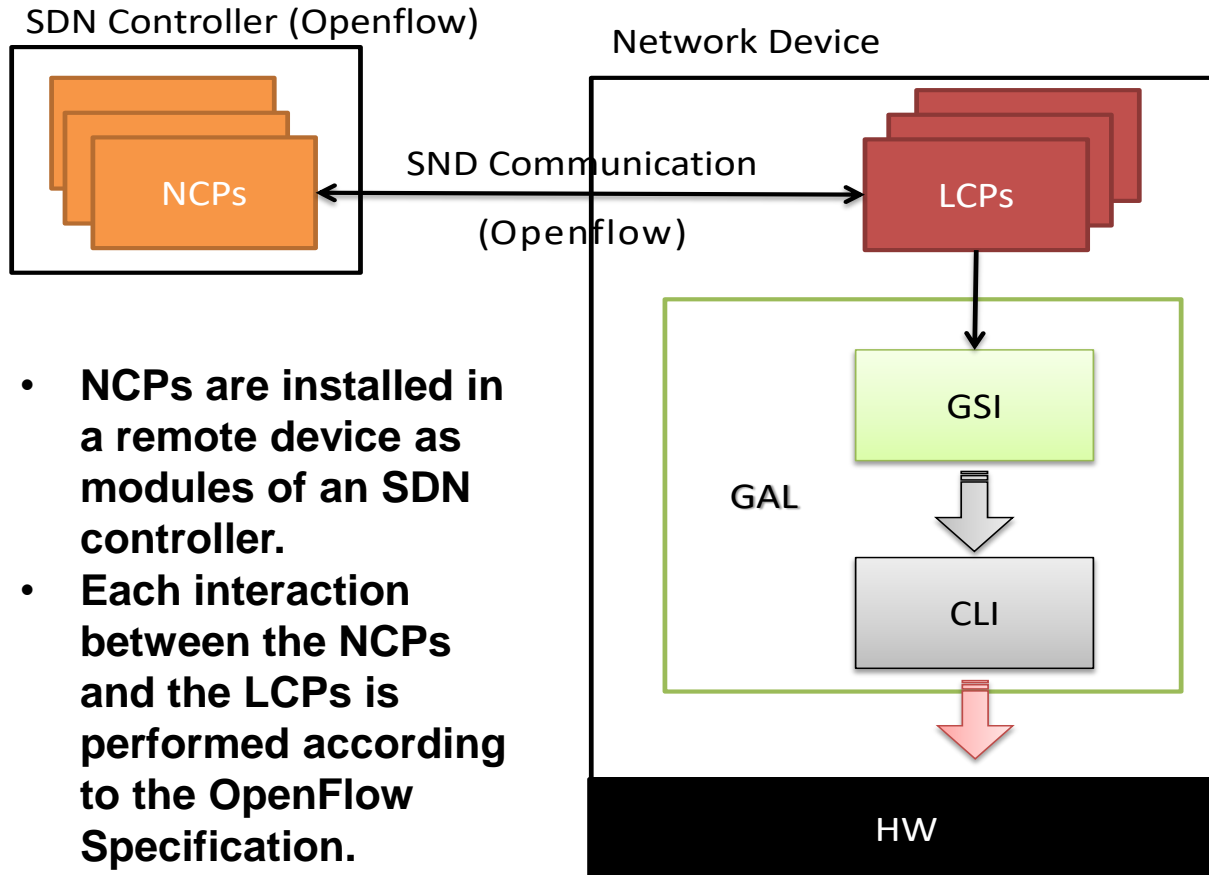 SDN Controller (Openflow)
Network Device
NCPs
SND Communication
(Openflow)
LCPs
GSI
GAL
CLI
HW
• NCPs are installed in
a remote device as
modules of an SDN
controller.
• Each interaction
between the NCPs
and the LCPs is
performed according
to the OpenFlow
Specification.